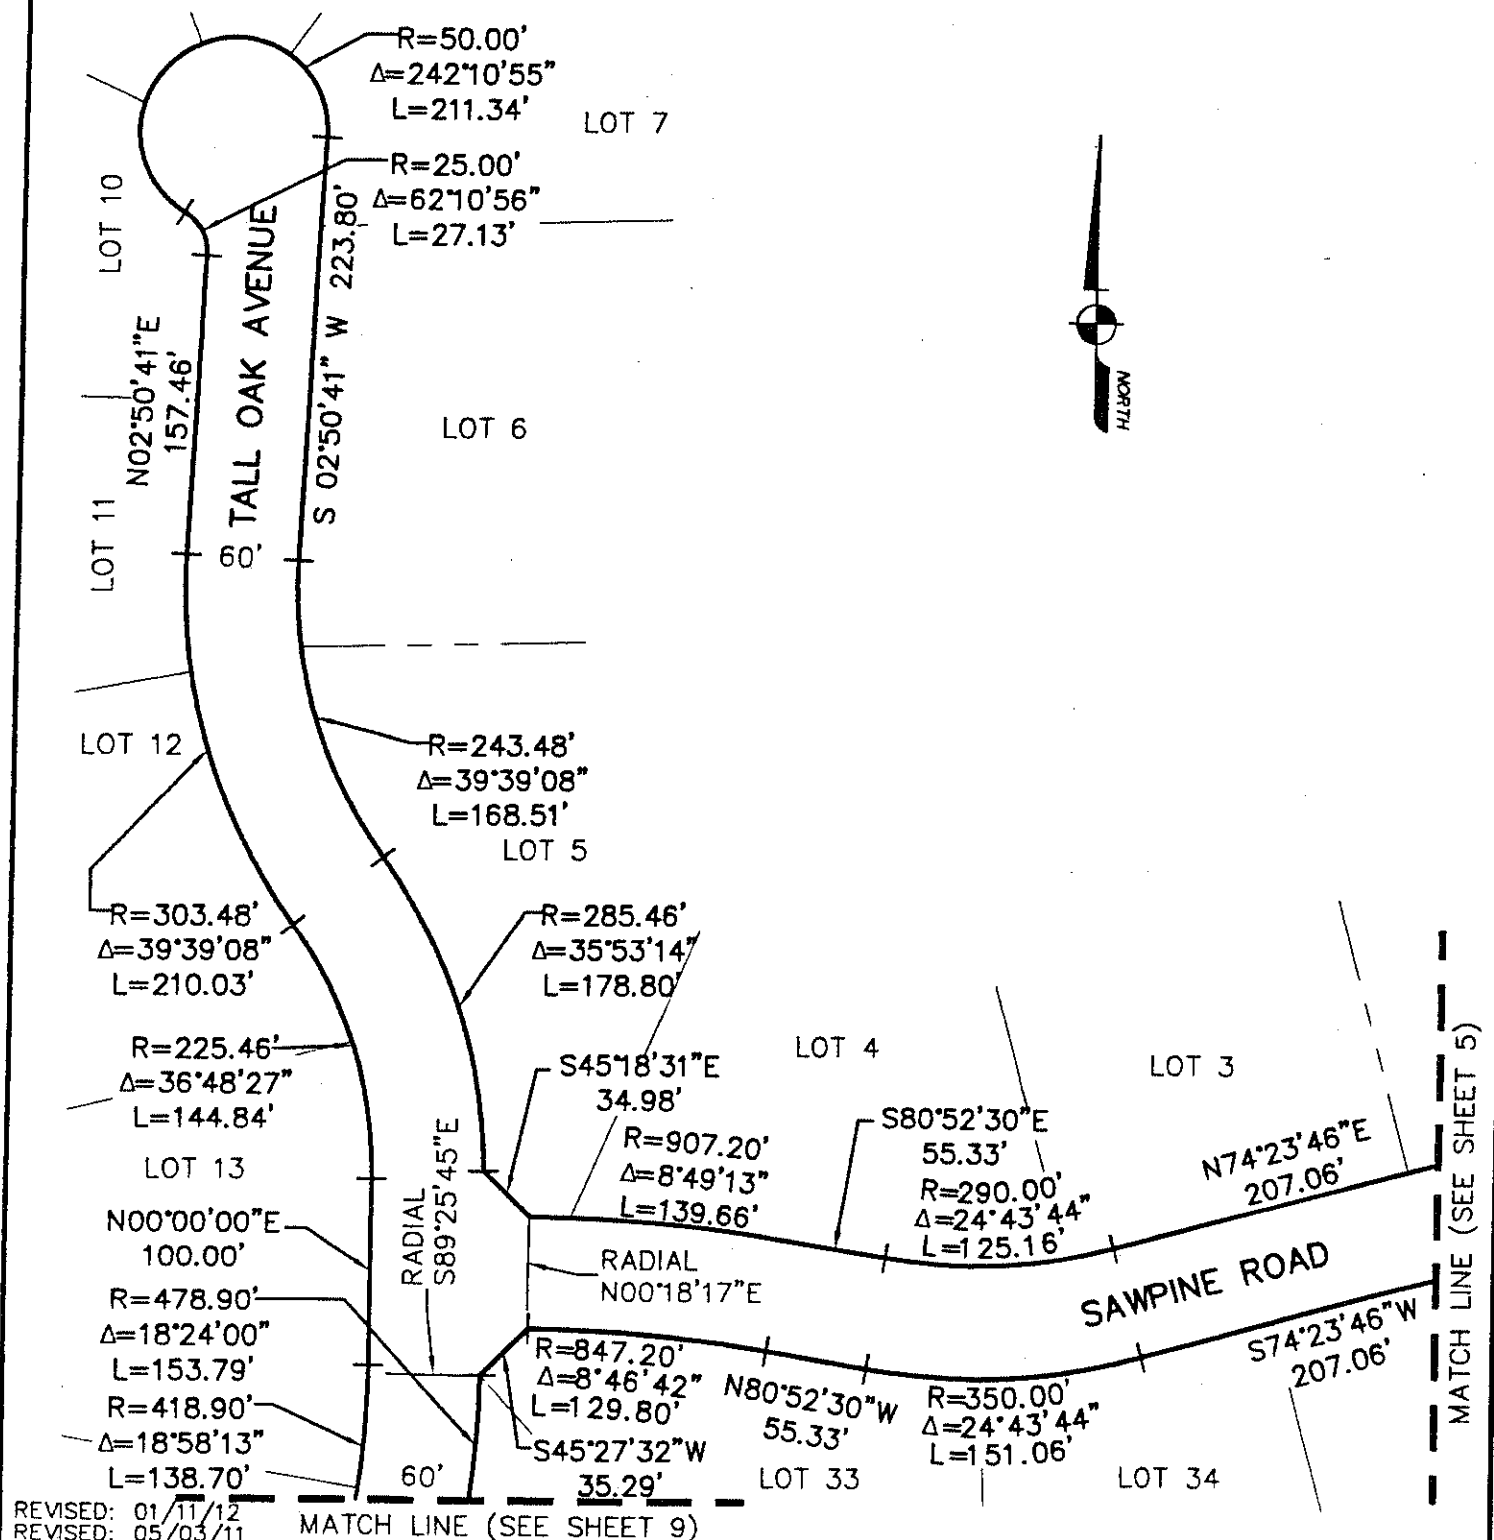 R=50.00'
Δ=242°10'55"
L=211.34'
LOT 7
R=25.00'
Δ=62°10'56"
L=27.13'
LOT 10
TALL OAK AVENUE
S 02°50'41" W 223.80'
N02°50'41"E
157.46'
NORTH
LOT 6
LOT 11
60'
LOT 12
R=243.48'
Δ=39°39'08"
L=168.51'
LOT 5
R=303.48'
Δ=39°39'08"
L=210.03'
R=285.46'
Δ=35°53'14"
L=178.80'
R=225.46'
Δ=36°48'27"
L=144.84'
LOT 13
S45°18'31"E
34.98'
LOT 4
LOT 3
R=907.20'
Δ=8°49'13"
L=139.66'
S80°52'30"E
55.33'
R=290.00'
Δ=24°43'44"
L=125.16'
N74°23'46"E
207.06'
MATCH LINE (SEE SHEET 5)
RADIAL
S89°25'45"E
N00°00'00"E
100.00'
RADIAL
N00°18'17"E
SAWPINE ROAD
R=478.90'
Δ=18°24'00"
L=153.79'
R=847.20'
Δ=8°46'42"
L=129.80'
N80°52'30"W
55.33'
R=350.00'
Δ=24°43'44"
L=151.06'
S74°23'46"W
207.06'
R=418.90'
Δ=18°58'13"
L=138.70'
60'
S45°27'32"W
35.29'
LOT 33
LOT 34
REVISED: 01/11/12
REVISED: 05/03/11
MATCH LINE (SEE SHEET 9)